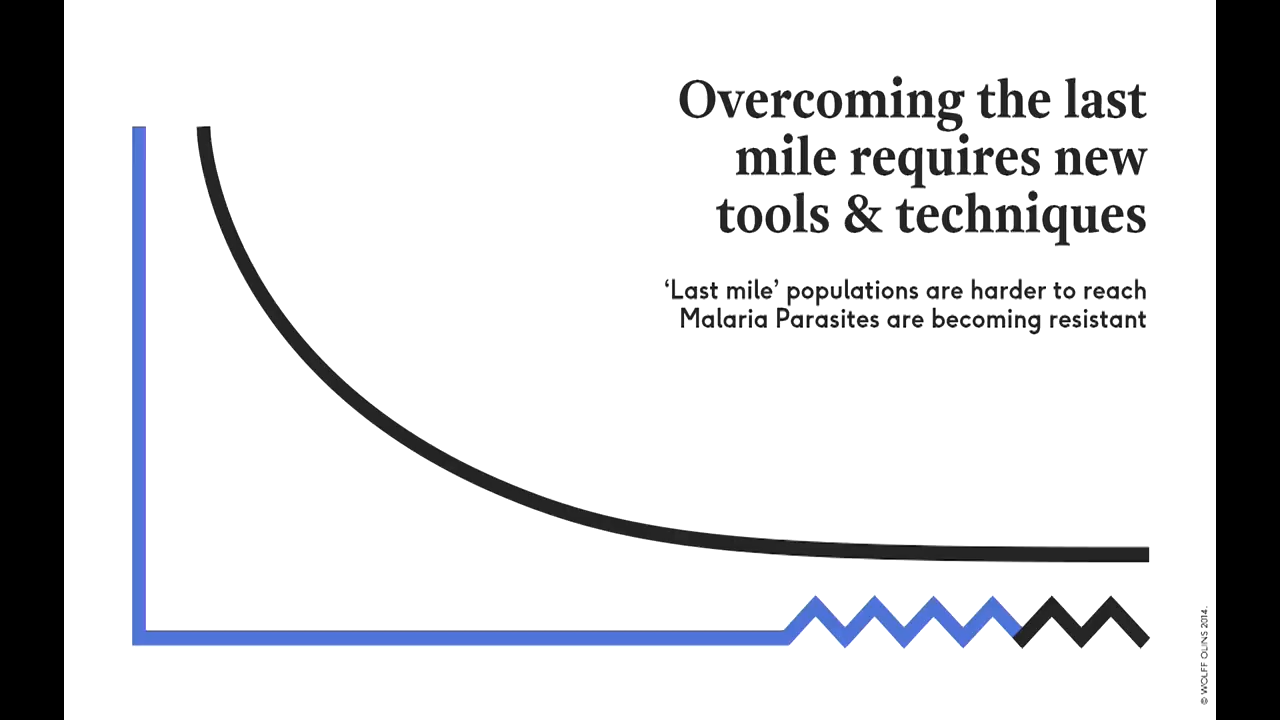 Overcoming the last
mile requires new
tools & techniques
‘Last mile’ populations are harder to reach
Malaria Parasites are becoming resistant
© WOLFF OLINS 2014.